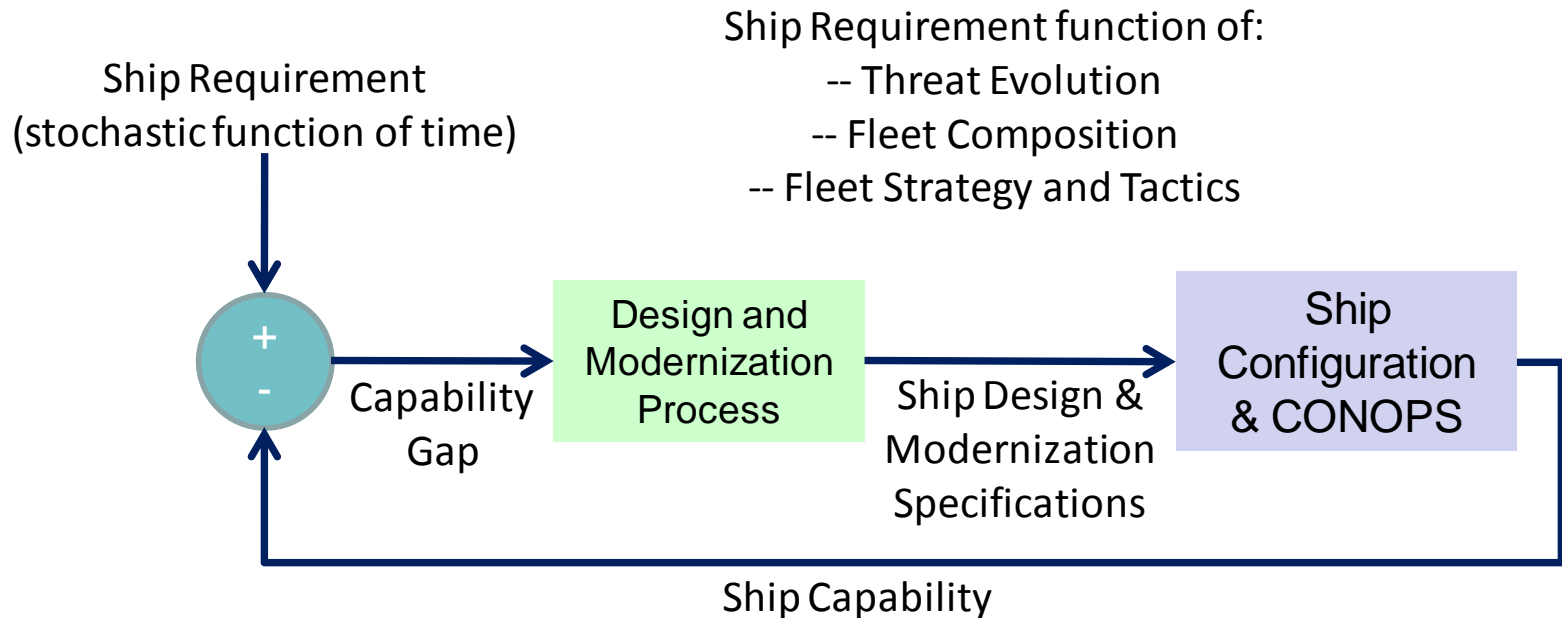 Ship Requirement function of:
-- Threat Evolution
-- Fleet Composition
-- Fleet Strategy and Tactics
Ship Requirement
(stochastic function of time)
+
-
Capability
Gap
Design and
Modernization
Process
Ship Design &
Modernization
Specifications
Ship
Configuration
& CONOPS
Ship Capability